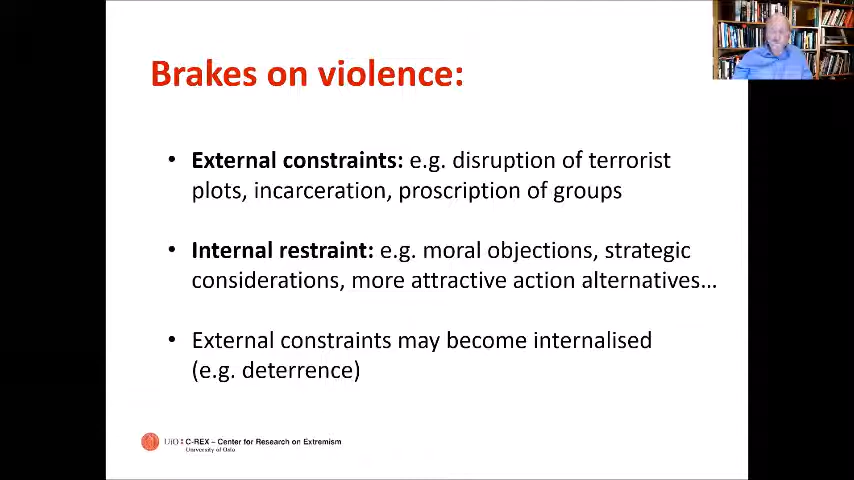 Brakes on violence:
• External constraints: e.g. disruption of terrorist
plots, incarceration, proscription of groups
• Internal restraint: e.g. moral objections, strategic
considerations, more attractive action alternatives…
• External constraints may become internalised
(e.g. deterrence)
UiO: C-REX – Center for Research on Extremism
University of Oslo